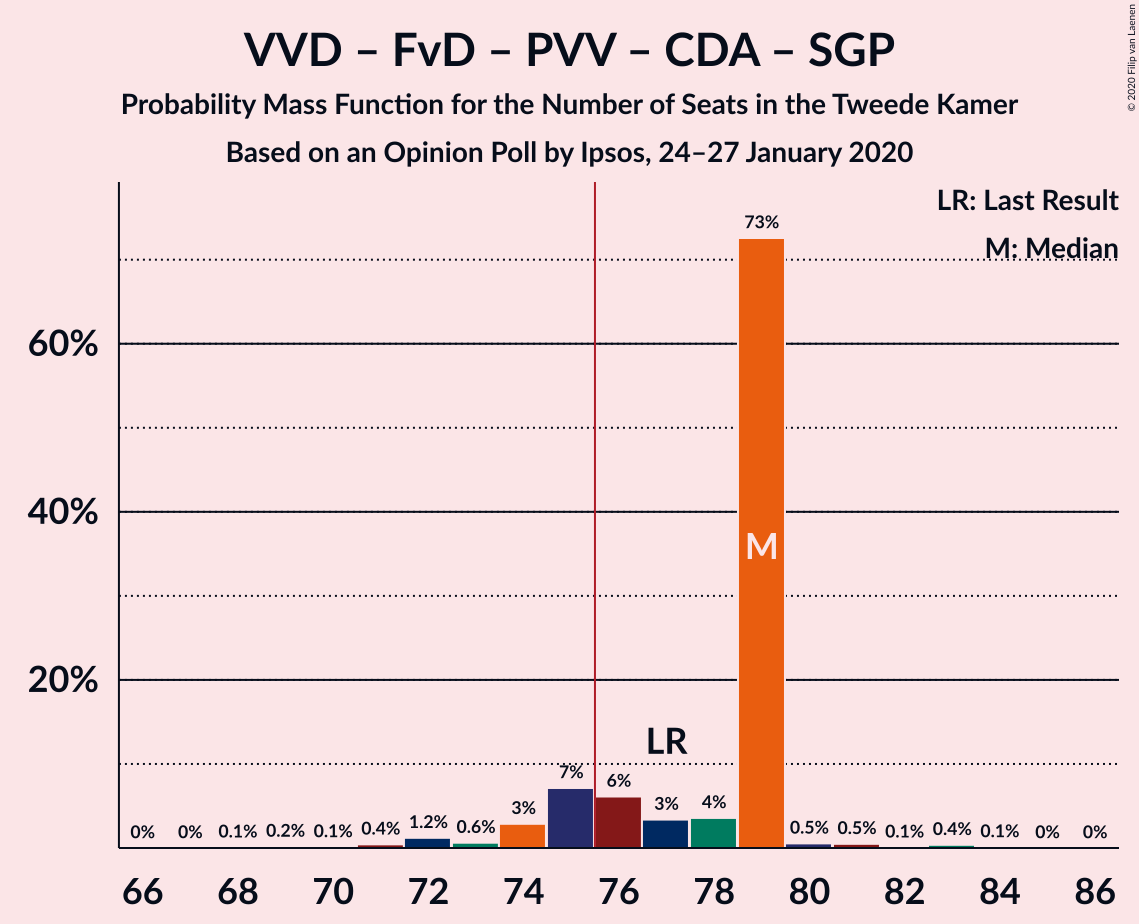 VVD – FvD – PVV – CDA – SGP
Probability Mass Function for the Number of Seats in the Tweede Kamer
Based on an Opinion Poll by Ipsos, 24–27 January 2020
© 2020 Filip van Laenen
LR: Last Result
M: Median
60%
40%
20%
0% 0% 0.1% 0.2% 0.1% 0.4% 1.2% 0.6% 3% 7% 6% 3% 4% 73% 0.5% 0.5% 0.1% 0.4% 0.1% 0% 0%
LR
M
66 68 70 72 74 76 78 80 82 84 86